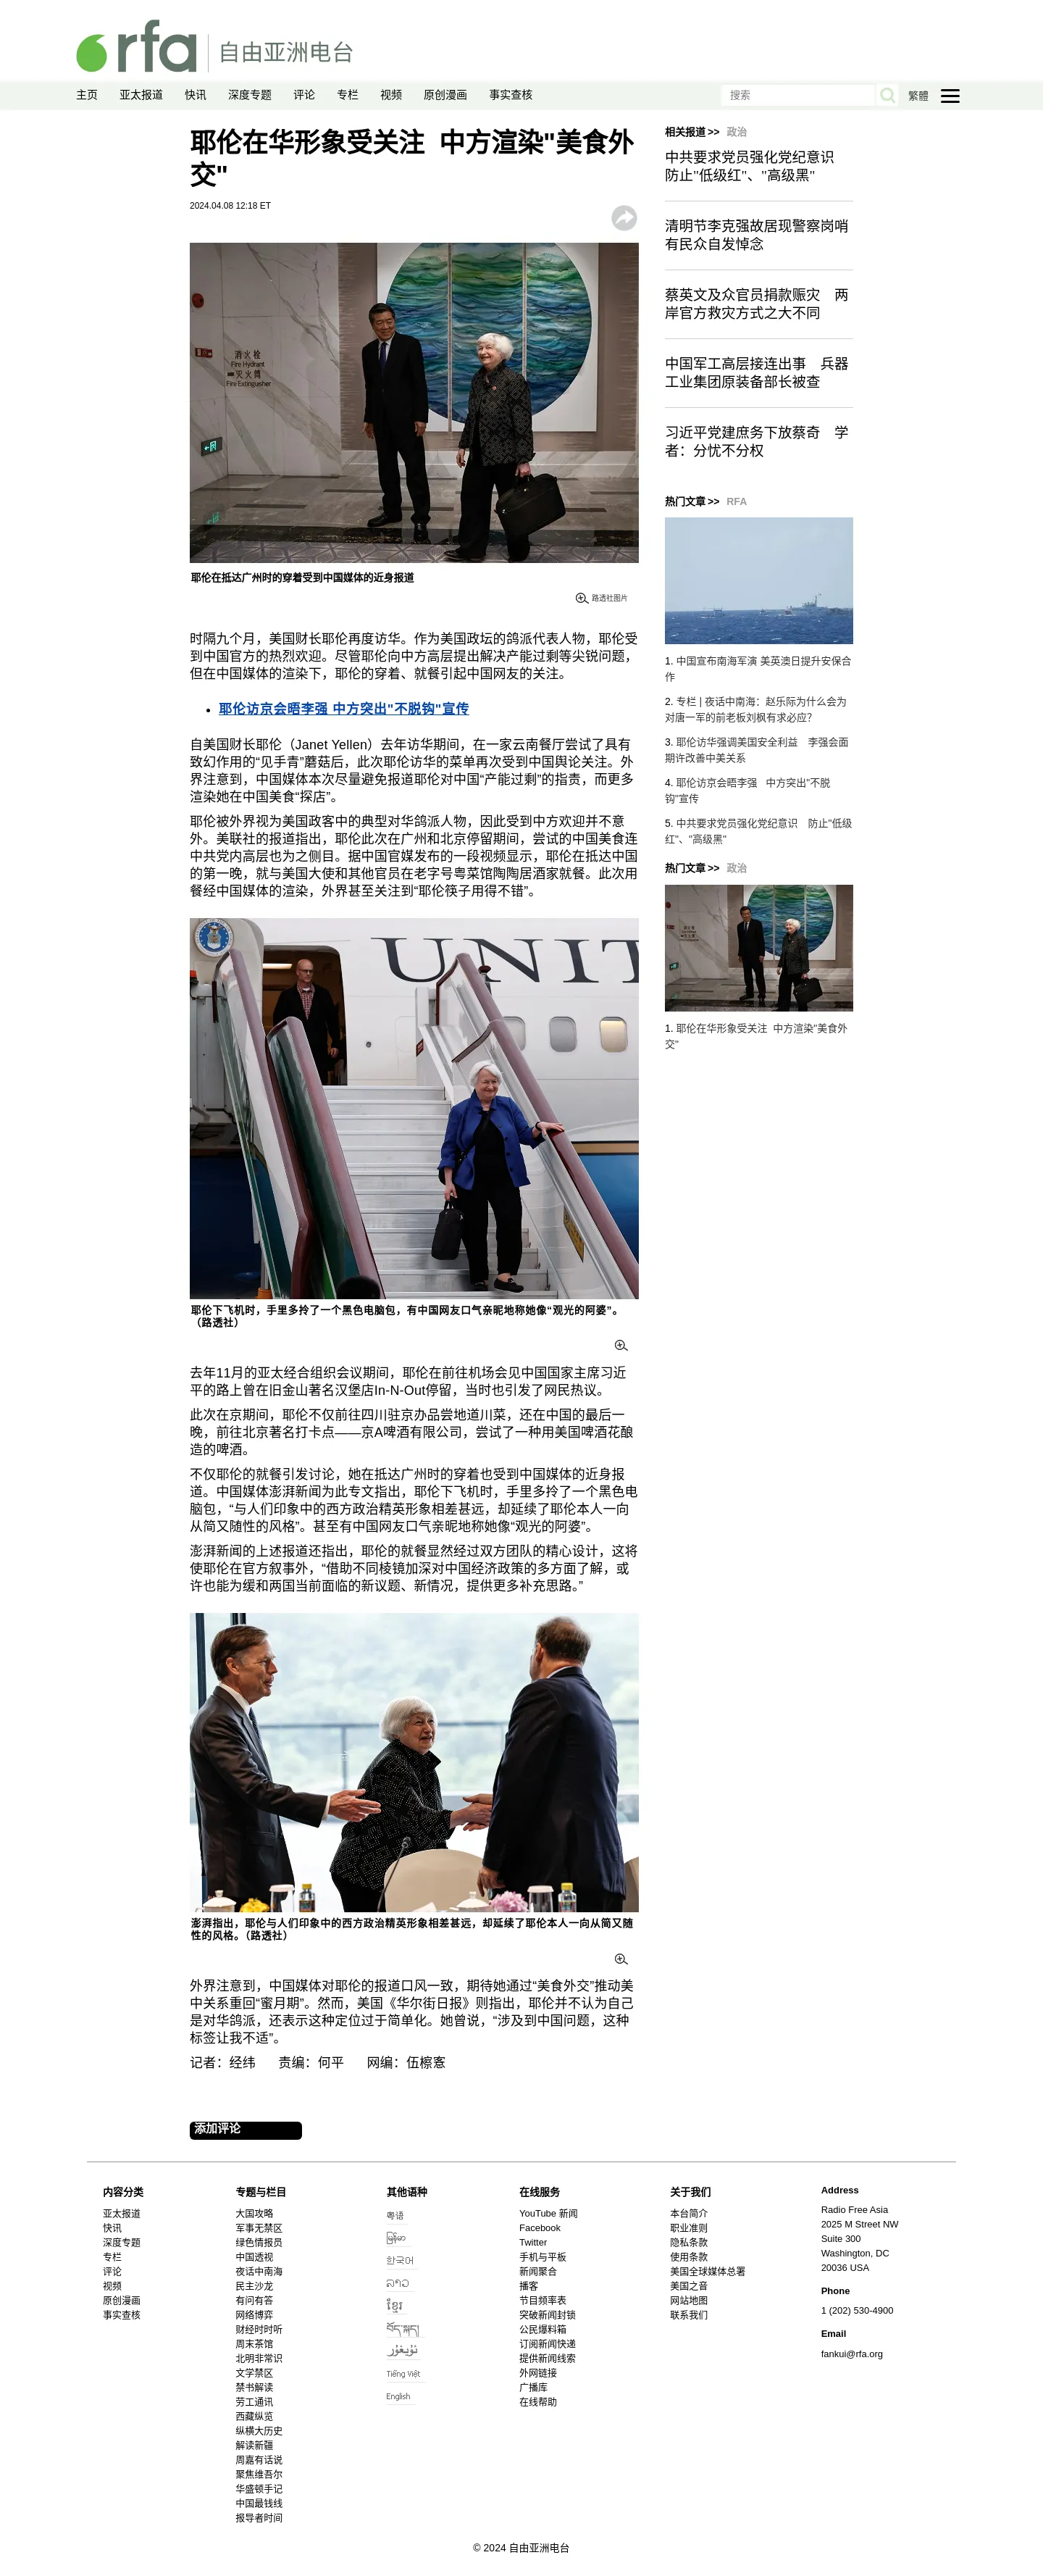 rfa 自由亚洲电台
主页 亚太报道 快讯 深度专题 评论 专栏 视频 原创漫画 事实查核 搜索 繁體
耶伦在华形象受关注 中方渲染"美食外
交"
2024.04.08 12:18 ET
消火栓
Fire Hydrant
灭火筒
Fire Extinguisher
耶伦在抵达广州时的穿着受到中国媒体的近身报道
路透社图片
时隔九个月，美国财长耶伦再度访华。作为美国政坛的鸽派代表人物，耶伦受
到中国官方的热烈欢迎。尽管耶伦向中方高层提出解决产能过剩等尖锐问题，
但在中国媒体的渲染下，耶伦的穿着、就餐引起中国网友的关注。
耶伦访京会晤李强 中方突出"不脱钩"宣传
自美国财长耶伦（Janet Yellen）去年访华期间，在一家云南餐厅尝试了具有
致幻作用的“见手青”蘑菇后，此次耶伦访华的菜单再次受到中国舆论关注。外
界注意到，中国媒体本次尽量避免报道耶伦对中国“产能过剩”的指责，而更多
渲染她在中国美食“探店”。
耶伦被外界视为美国政客中的典型对华鸽派人物，因此受到中方欢迎并不意
外。美联社的报道指出，耶伦此次在广州和北京停留期间，尝试的中国美食连
中共党内高层也为之侧目。据中国官媒发布的一段视频显示，耶伦在抵达中国
的第一晚，就与美国大使和其他官员在老字号粤菜馆陶陶居酒家就餐。此次用
餐经中国媒体的渲染，外界甚至关注到“耶伦筷子用得不错”。
UNIT
耶伦下飞机时，手里多拎了一个黑色电脑包，有中国网友口气亲昵地称她像“观光的阿婆”。
（路透社）
去年11月的亚太经合组织会议期间，耶伦在前往机场会见中国国家主席习近
平的路上曾在旧金山著名汉堡店In-N-Out停留，当时也引发了网民热议。
此次在京期间，耶伦不仅前往四川驻京办品尝地道川菜，还在中国的最后一
晚，前往北京著名打卡点——京A啤酒有限公司，尝试了一种用美国啤酒花酿
造的啤酒。
不仅耶伦的就餐引发讨论，她在抵达广州时的穿着也受到中国媒体的近身报
道。中国媒体澎湃新闻为此专文指出，耶伦下飞机时，手里多拎了一个黑色电
脑包，“与人们印象中的西方政治精英形象相差甚远，却延续了耶伦本人一向
从简又随性的风格”。甚至有中国网友口气亲昵地称她像“观光的阿婆”。
澎湃新闻的上述报道还指出，耶伦的就餐显然经过双方团队的精心设计，这将
使耶伦在官方叙事外，“借助不同棱镜加深对中国经济政策的多方面了解，或
许也能为缓和两国当前面临的新议题、新情况，提供更多补充思路。”
澎湃指出，耶伦与人们印象中的西方政治精英形象相差甚远，却延续了耶伦本人一向从简又随
性的风格。（路透社）
外界注意到，中国媒体对耶伦的报道口风一致，期待她通过“美食外交”推动美
中关系重回“蜜月期”。然而，美国《华尔街日报》则指出，耶伦并不认为自己
是对华鸽派，还表示这种定位过于简单化。她曾说，“涉及到中国问题，这种
标签让我不适”。
记者：经纬 责编：何平 网编：伍檫愙
添加评论
相关报道 >> 政治
中共要求党员强化党纪意识
防止"低级红"、"高级黑"
清明节李克强故居现警察岗哨
有民众自发悼念
蔡英文及众官员捐款赈灾 两
岸官方救灾方式之大不同
中国军工高层接连出事 兵器
工业集团原装备部长被查
习近平党建庶务下放蔡奇 学
者：分忧不分权
热门文章 >> RFA
1. 中国宣布南海军演 美英澳日提升安保合
作
2. 专栏 | 夜话中南海：赵乐际为什么会为
对唐一军的前老板刘枫有求必应？
3. 耶伦访华强调美国安全利益 李强会面
期许改善中美关系
4. 耶伦访京会晤李强 中方突出"不脱
钩"宣传
5. 中共要求党员强化党纪意识 防止"低级
红"、"高级黑"
热门文章 >> 政治
1. 耶伦在华形象受关注 中方渲染"美食外
交"
内容分类
亚太报道
快讯
深度专题
专栏
评论
视频
原创漫画
事实查核
专题与栏目
大国攻略
军事无禁区
绿色情报员
中国透视
夜话中南海
民主沙龙
有问有答
网络博弈
财经时时听
周末茶馆
北明非常识
文学禁区
禁书解读
劳工通讯
西藏纵览
纵横大历史
解读新疆
周嘉有话说
聚焦维吾尔
华盛顿手记
中国最钱线
报导者时间
其他语种
粤语
မြန်မာ
한국어
ລາວ
ខ្មែរ
བོད་སྐད།
ئۇيغۇر
Tiếng Việt
English
在线服务
YouTube 新闻
Facebook
Twitter
手机与平板
新闻聚合
播客
节目频率表
突破新闻封锁
公民爆料箱
订阅新闻快递
提供新闻线索
外网链接
广播库
在线帮助
关于我们
本台简介
职业准则
隐私条款
使用条款
美国全球媒体总署
美国之音
网站地图
联系我们
Address
Radio Free Asia
2025 M Street NW
Suite 300
Washington, DC
20036 USA
Phone
1 (202) 530-4900
Email
fankui@rfa.org
© 2024 自由亚洲电台